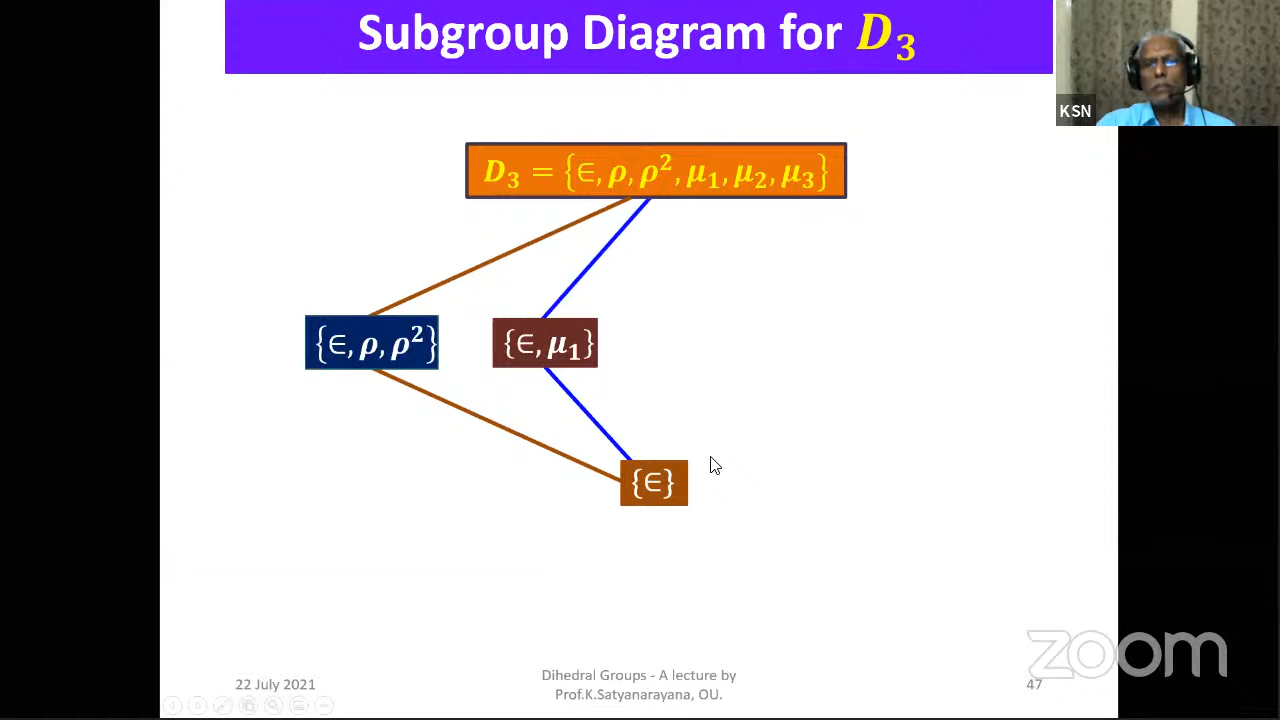 Subgroup Diagram for D₃
KSN
D₃ = {∈, ρ, ρ², μ₁, μ₂, μ₃}
{∈, ρ, ρ²}
{∈, μ₁}
{∈}
zoom
22 July 2021
Dihedral Groups - A lecture by
Prof.K.Satyanarayana, OU.
47